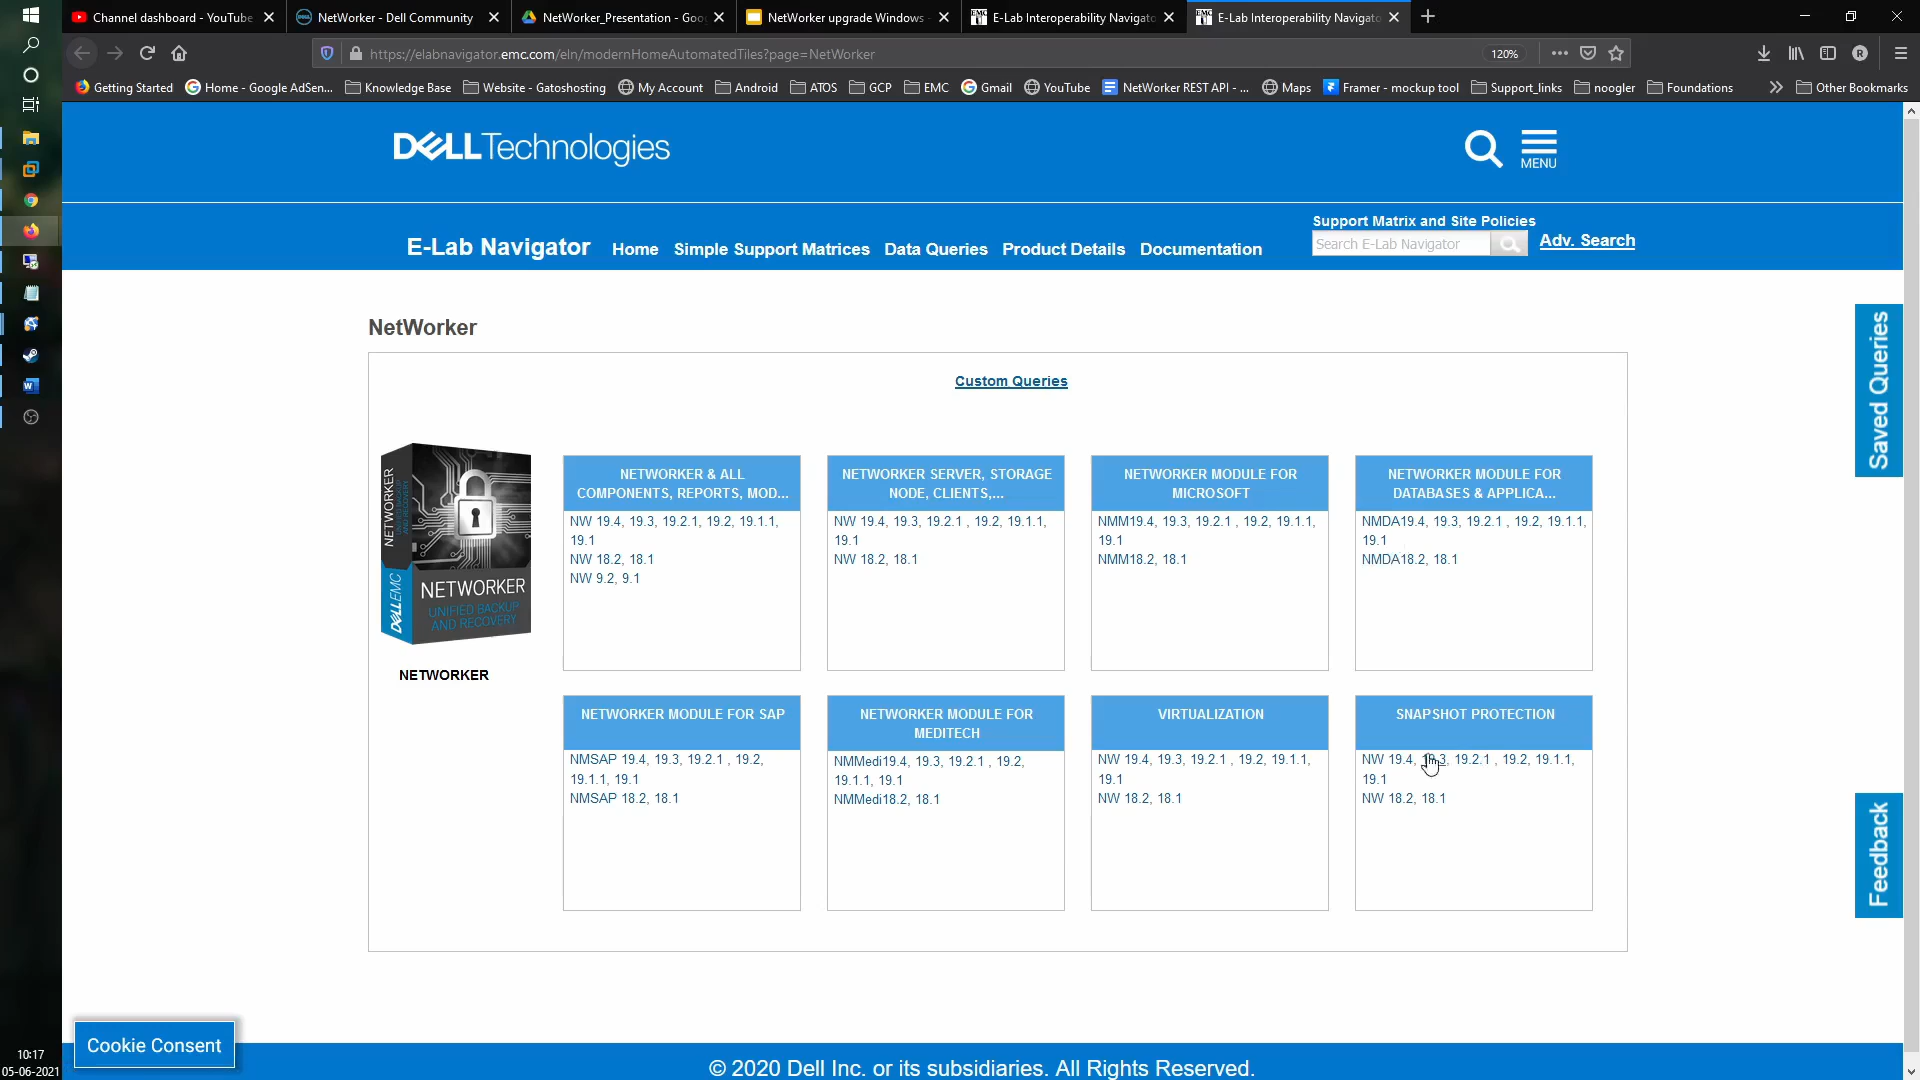 Channel dashboard - YouTube
NetWorker - Dell Community
NetWorker_Presentation - Goo
NetWorker upgrade Windows -
E-Lab Interoperability Navigato
E-Lab Interoperability Navigato
https://elabnavigator.emc.com/eln/modernHomeAutomatedTiles?page=NetWorker
120%
Getting Started
Home - Google AdSen...
Knowledge Base
Website - Gatoshosting
My Account
Android
ATOS
GCP
EMC
Gmail
YouTube
NetWorker REST API - ...
Maps
Framer - mockup tool
Support_links
noogler
Foundations
Other Bookmarks
DELL Technologies
MENU
E-Lab Navigator
Home
Simple Support Matrices
Data Queries
Product Details
Documentation
Support Matrix and Site Policies
Search E-Lab Navigator
Adv. Search
NetWorker
Custom Queries
NETWORKER
DELL EMC
NETWORKER
UNIFIED BACKUP
AND RECOVERY
NETWORKER
NETWORKER & ALL
COMPONENTS, REPORTS, MOD...
NW 19.4, 19.3, 19.2.1, 19.2, 19.1.1,
19.1
NW 18.2, 18.1
NW 9.2, 9.1
NETWORKER SERVER, STORAGE
NODE, CLIENTS,...
NW 19.4, 19.3, 19.2.1 , 19.2, 19.1.1,
19.1
NW 18.2, 18.1
NETWORKER MODULE FOR
MICROSOFT
NMM19.4, 19.3, 19.2.1 , 19.2, 19.1.1,
19.1
NMM18.2, 18.1
NETWORKER MODULE FOR
DATABASES & APPLICA...
NMDA19.4, 19.3, 19.2.1 , 19.2, 19.1.1,
19.1
NMDA18.2, 18.1
NETWORKER MODULE FOR SAP
NMSAP 19.4, 19.3, 19.2.1 , 19.2,
19.1.1, 19.1
NMSAP 18.2, 18.1
NETWORKER MODULE FOR
MEDITECH
NMMedi19.4, 19.3, 19.2.1 , 19.2,
19.1.1, 19.1
NMMedi18.2, 18.1
VIRTUALIZATION
NW 19.4, 19.3, 19.2.1 , 19.2, 19.1.1,
19.1
NW 18.2, 18.1
SNAPSHOT PROTECTION
NW 19.4, 19.3, 19.2.1 , 19.2, 19.1.1,
19.1
NW 18.2, 18.1
Saved Queries
Feedback
Cookie Consent
© 2020 Dell Inc. or its subsidiaries. All Rights Reserved.
10:17
05-06-2021